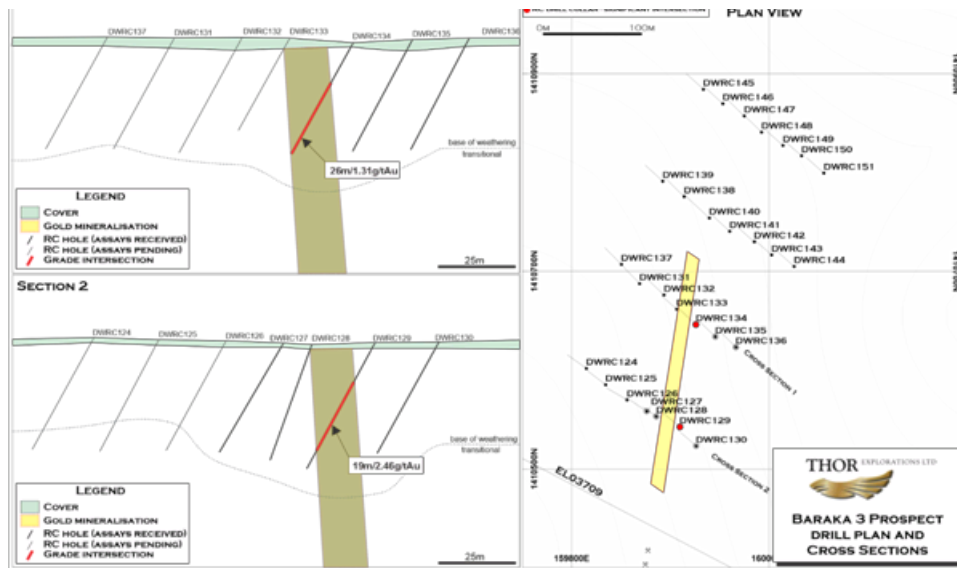 DWRC137 DWRC131 DWRC132 DWRC133 DWRC134 DWRC135 DWRC136
base of weathering
transitional
26m/1.31g/tAu
LEGEND
COVER
GOLD MINERALISATION
RC HOLE (ASSAYS RECEIVED)
RC HOLE (ASSAYS PENDING)
GRADE INTERSECTION
25m
SECTION 2
DWRC124 DWRC125 DWRC126 DWRC127 DWRC128 DWRC129 DWRC130
base of weathering
transitional
19m/2.46g/tAu
LEGEND
COVER
GOLD MINERALISATION
RC HOLE (ASSAYS RECEIVED)
RC HOLE (ASSAYS PENDING)
GRADE INTERSECTION
25m
PLAN VIEW
0M 100M
1410900N
1410900N
DWRC145
DWRC146
DWRC147
DWRC148
DWRC149
DWRC150
DWRC151
DWRC139
DWRC138
DWRC140
DWRC141
DWRC142
DWRC143
DWRC144
1410700N
1410700N
DWRC137
DWRC131
DWRC132
DWRC133
DWRC134
DWRC135
DWRC136
CROSS SECTION 1
DWRC124
DWRC125
DWRC126
DWRC127
DWRC128
DWRC129
DWRC130
CROSS SECTION 2
1410500N
EL03709
159800E
THOR EXPLORATIONS LTD
BARAKA 3 PROSPECT
DRILL PLAN AND
CROSS SECTIONS